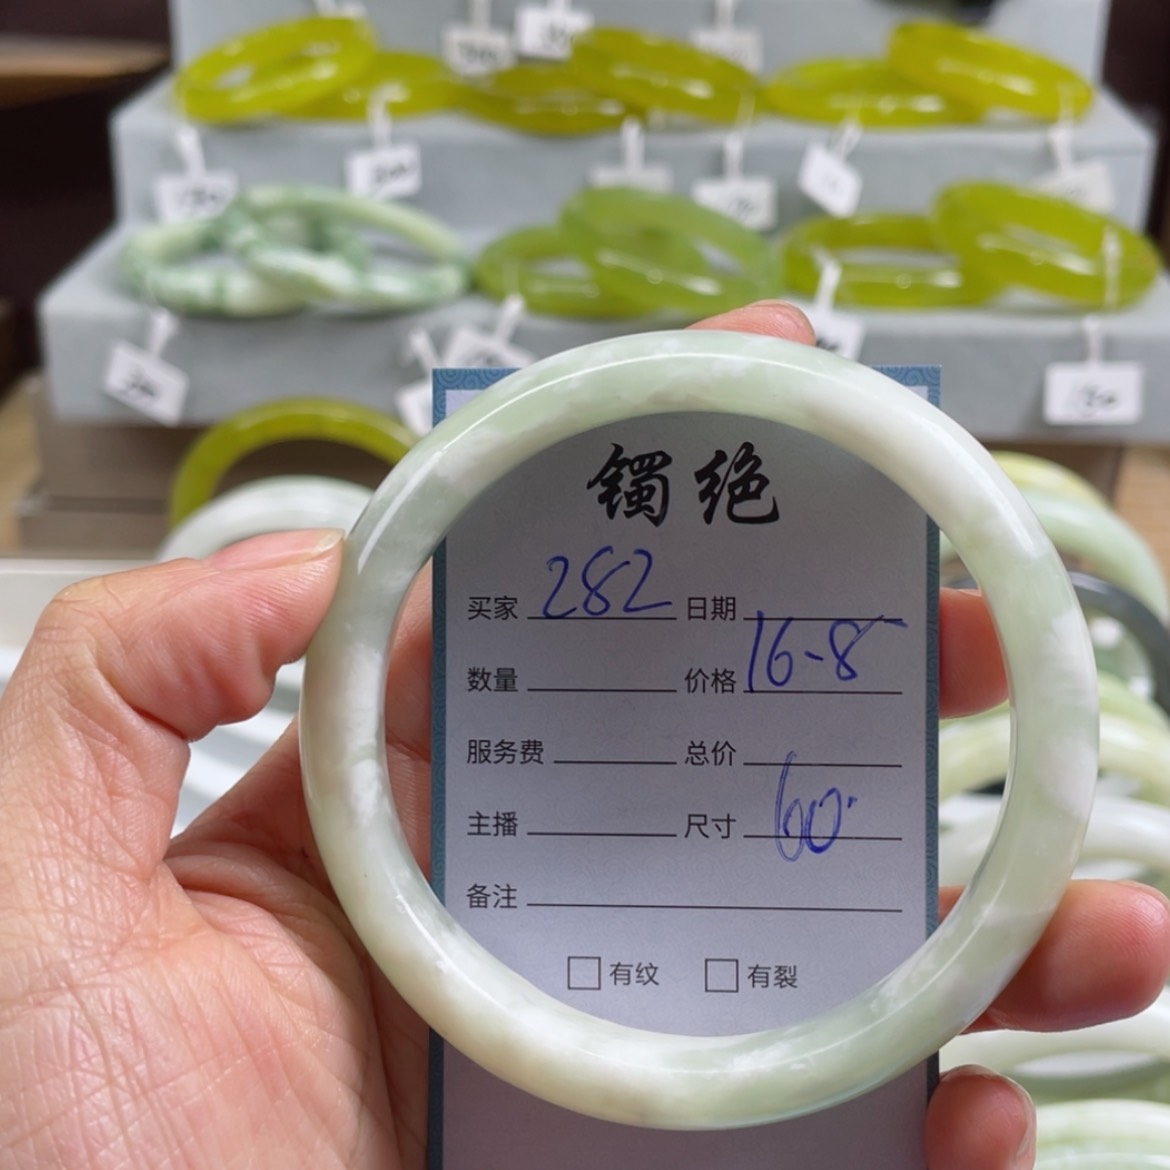 镯绝
买家 282 日期
数量 价格 16-8
服务费 总价
主播 尺寸 60
备注
□有纹 □有裂